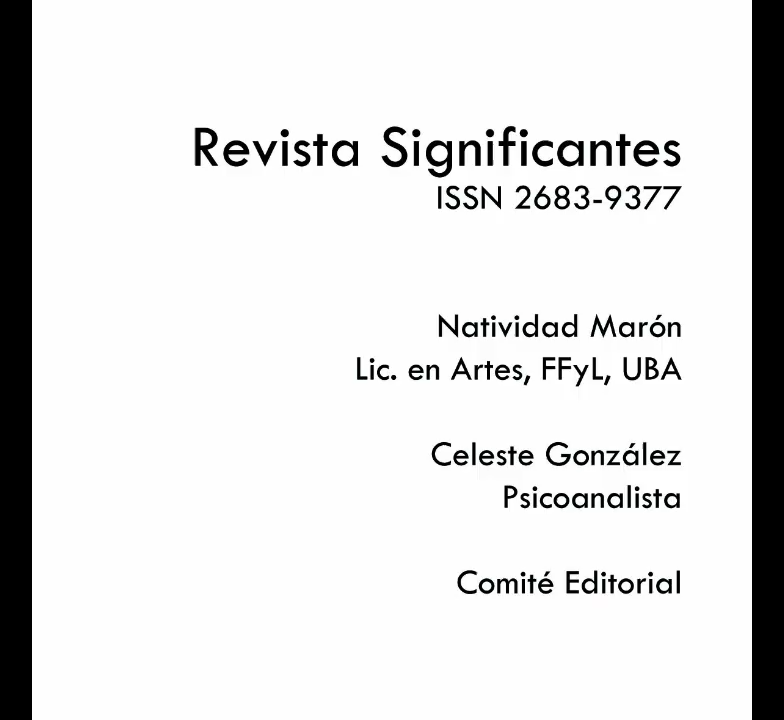 Revista Significantes
ISSN 2683-9377
Natividad Marón
Lic. en Artes, FFyL, UBA
Celeste González
Psicoanalista
Comité Editorial